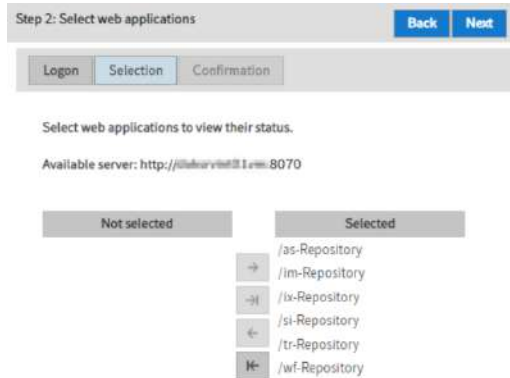 Step 2: Select web applications
Back Next
Logon Selection Confirmation
Select web applications to view their status.
Available server: http:// 8070
Not selected Selected
/as-Repository
/im-Repository
/ix-Repository
/si-Repository
/tr-Repository
/wf-Repository